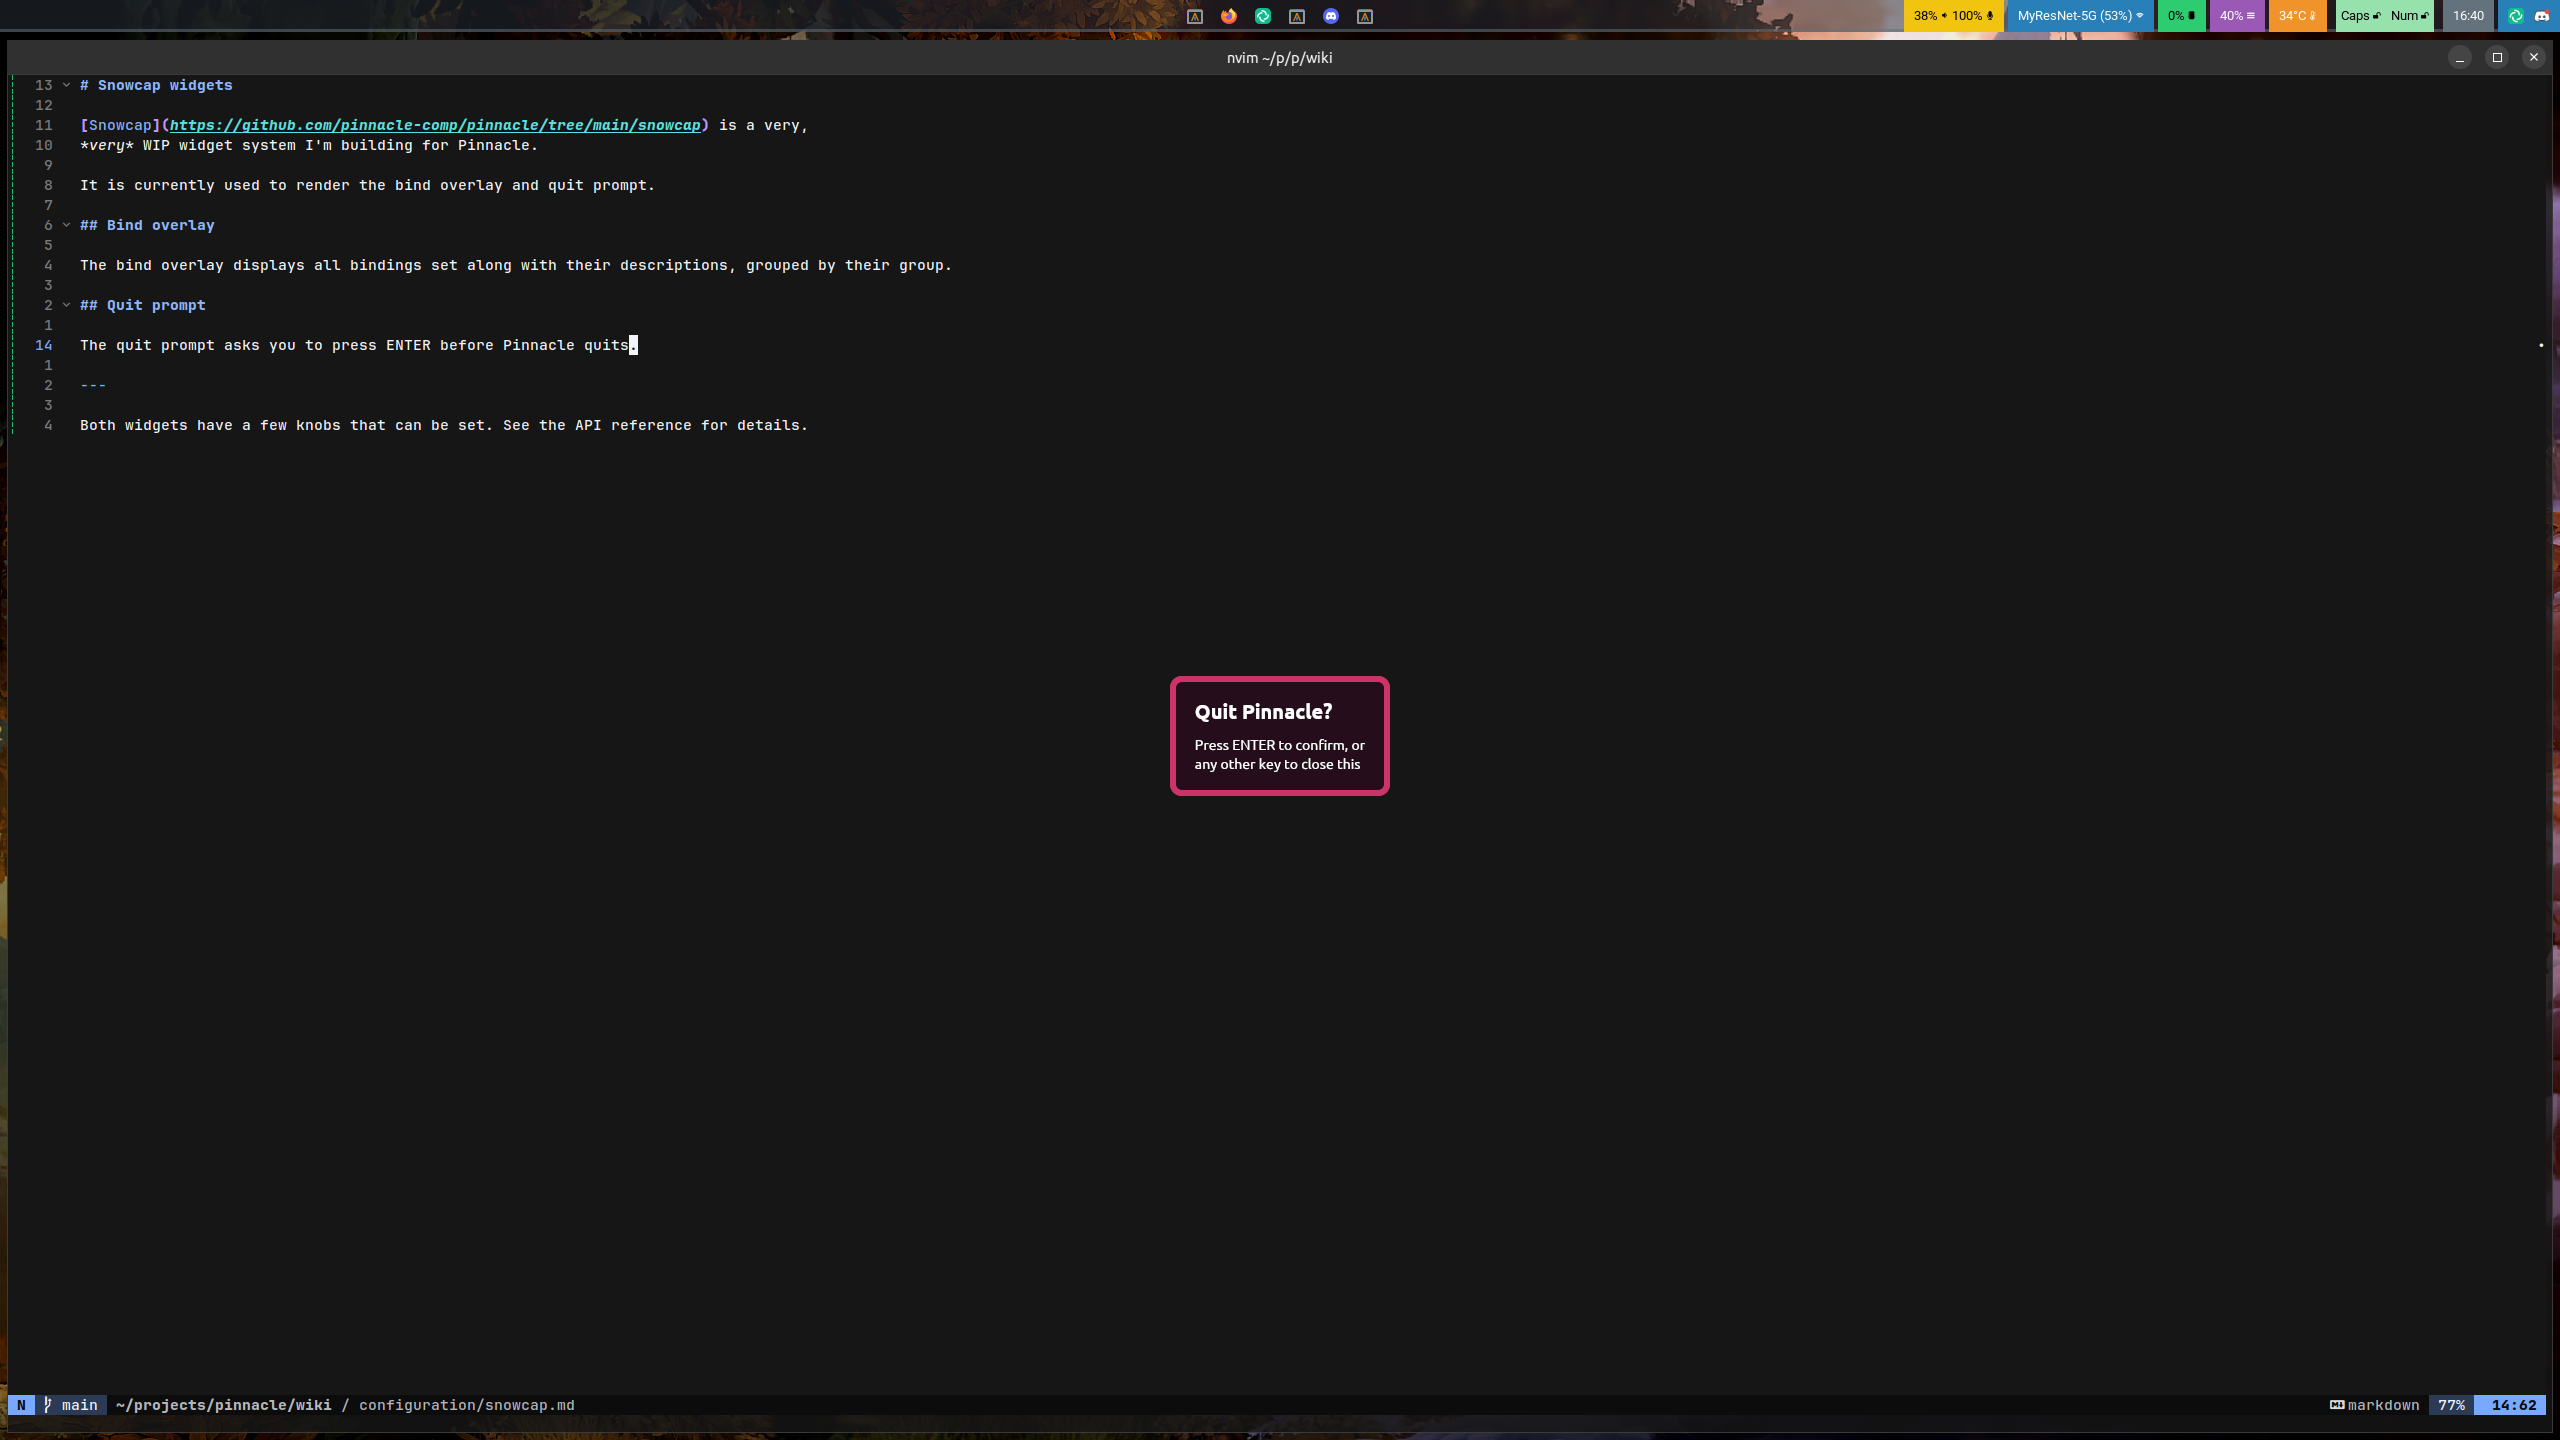 38% 100% MyResNet-5G (53%) 0% 40% 34°C Caps Num 16:40
nvim ~/p/p/wiki
13 # Snowcap widgets
12
11 [Snowcap](https://github.com/pinnacle-comp/pinnacle/tree/main/snowcap) is a very,
10 *very* WIP widget system I'm building for Pinnacle.
9
8 It is currently used to render the bind overlay and quit prompt.
7
6 ## Bind overlay
5
4 The bind overlay displays all bindings set along with their descriptions, grouped by their group.
3
2 ## Quit prompt
1
14 The quit prompt asks you to press ENTER before Pinnacle quits.
1
2 ---
3
4 Both widgets have a few knobs that can be set. See the API reference for details.
Quit Pinnacle?
Press ENTER to confirm, or
any other key to close this
N main ~/projects/pinnacle/wiki / configuration/snowcap.md markdown 77% 14:62